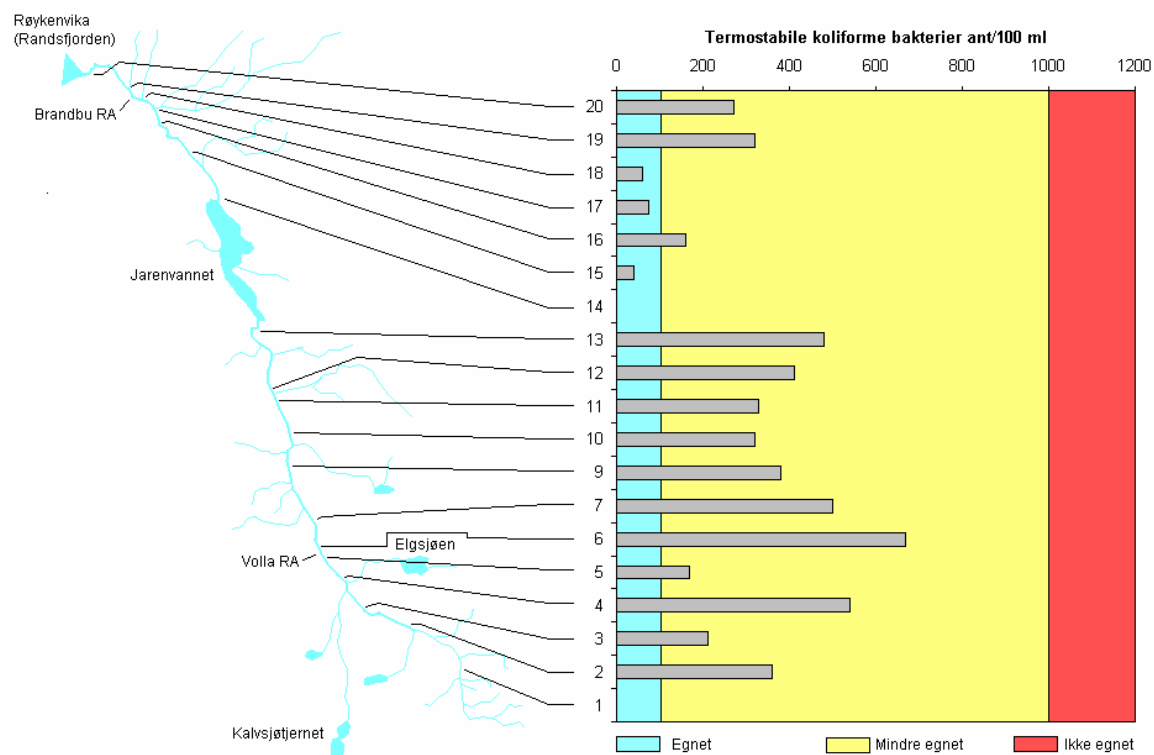 Røykenvika
(Randsfjorden)
Brandbu RA
Jarenvannet
Volla RA
Elgsjøen
Kalvsjøtjernet
Termostabile koliforme bakterier ant/100 ml
0 200 400 600 800 1000 1200
20
19
18
17
16
15
14
13
12
11
10
9
7
6
5
4
3
2
1
Egnet Mindre egnet Ikke egnet